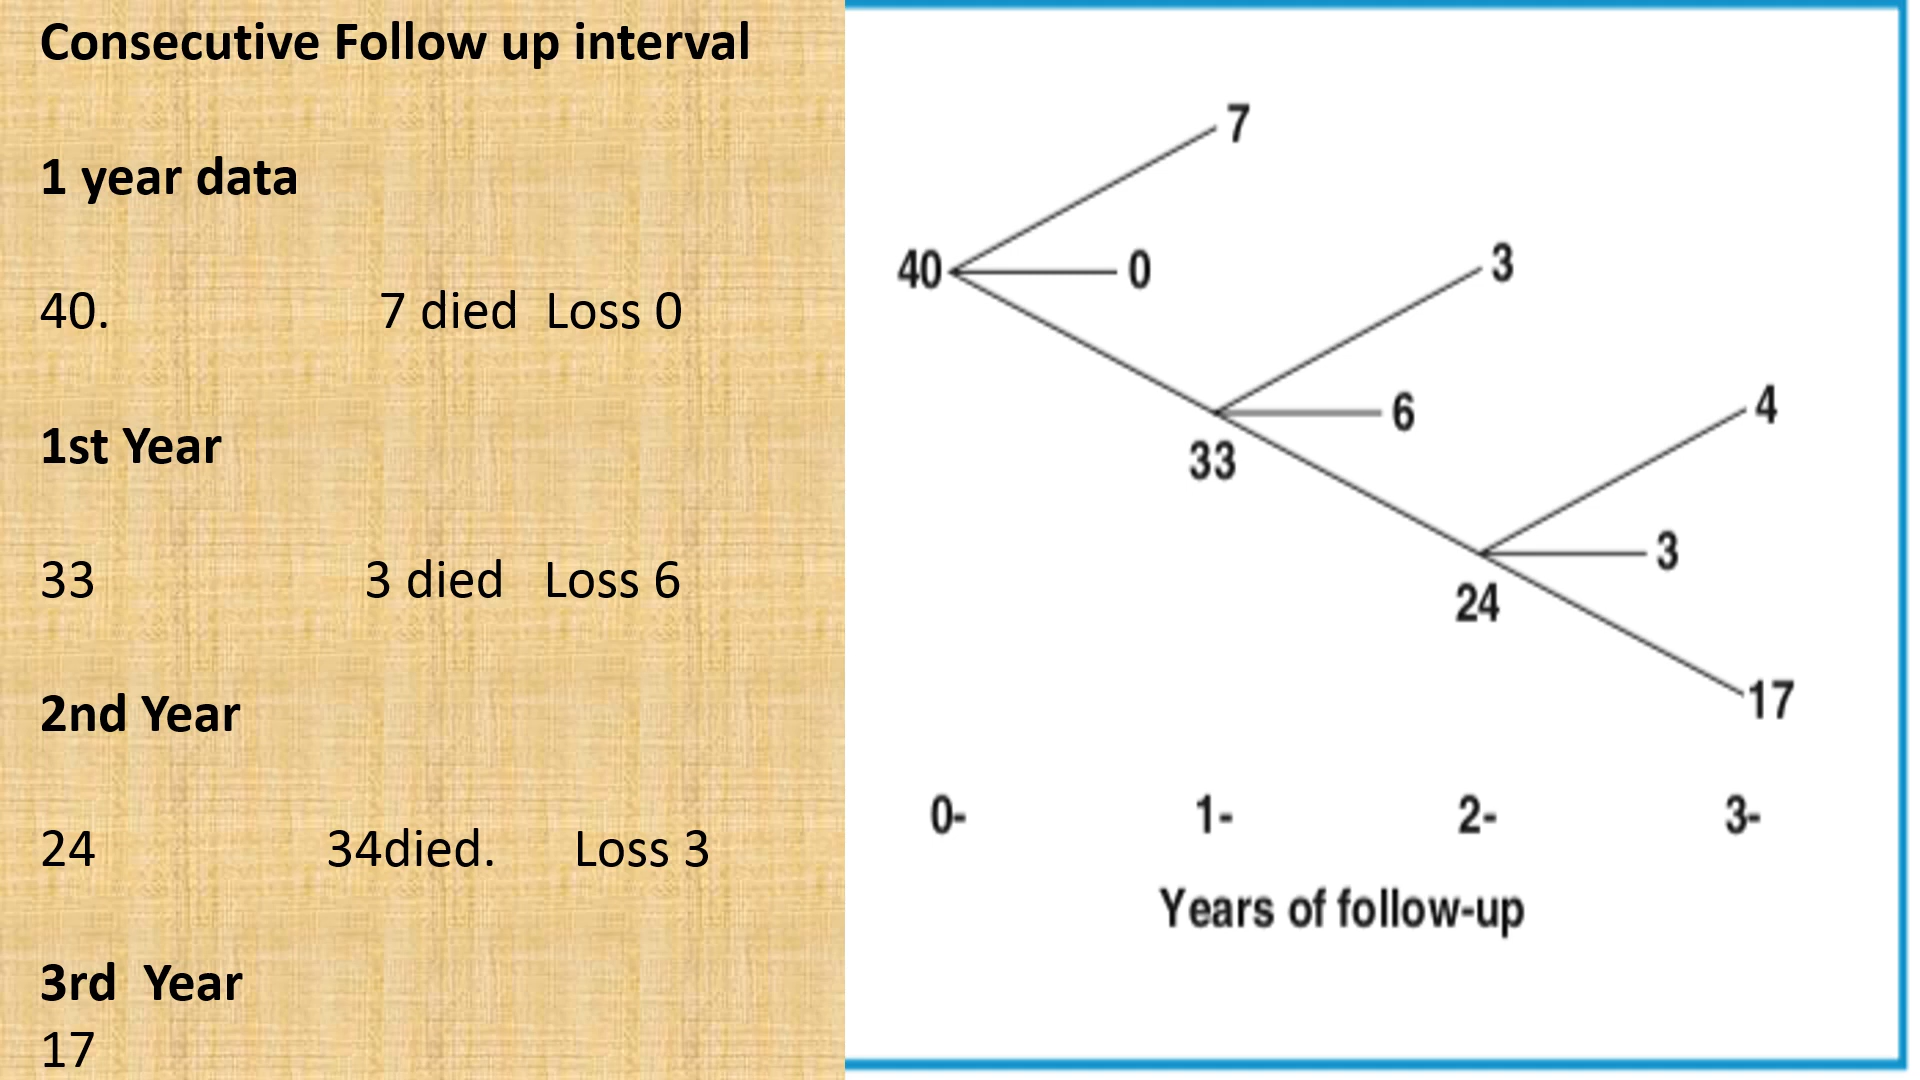 Consecutive Follow up interval
1 year data
40. 7 died Loss 0
1st Year
33 3 died Loss 6
2nd Year
24 34died. Loss 3
3rd Year
17
7
40 0
3
6
33
4
3
24
17
0- 1- 2- 3-
Years of follow-up